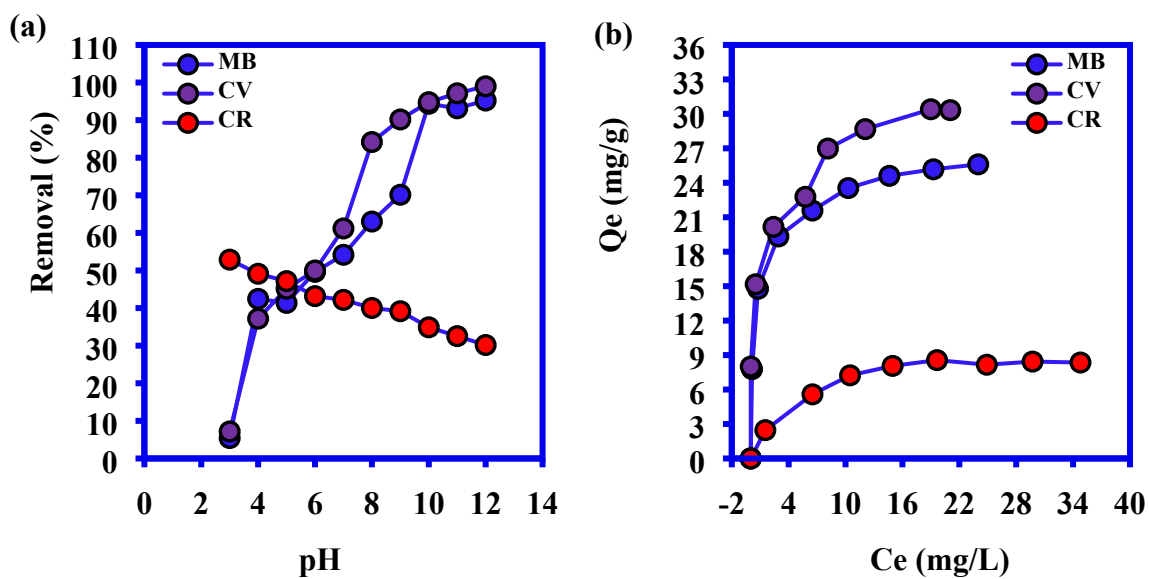 (a)
Removal (%)
110
100
90
80
70
60
50
40
30
20
10
0
MB
CV
CR
0 2 4 6 8 10 12 14
pH
(b)
Qe (mg/g)
36
33
30
27
24
21
18
15
12
9
6
3
0
MB
CV
CR
-2 4 10 16 22 28 34 40
Ce (mg/L)